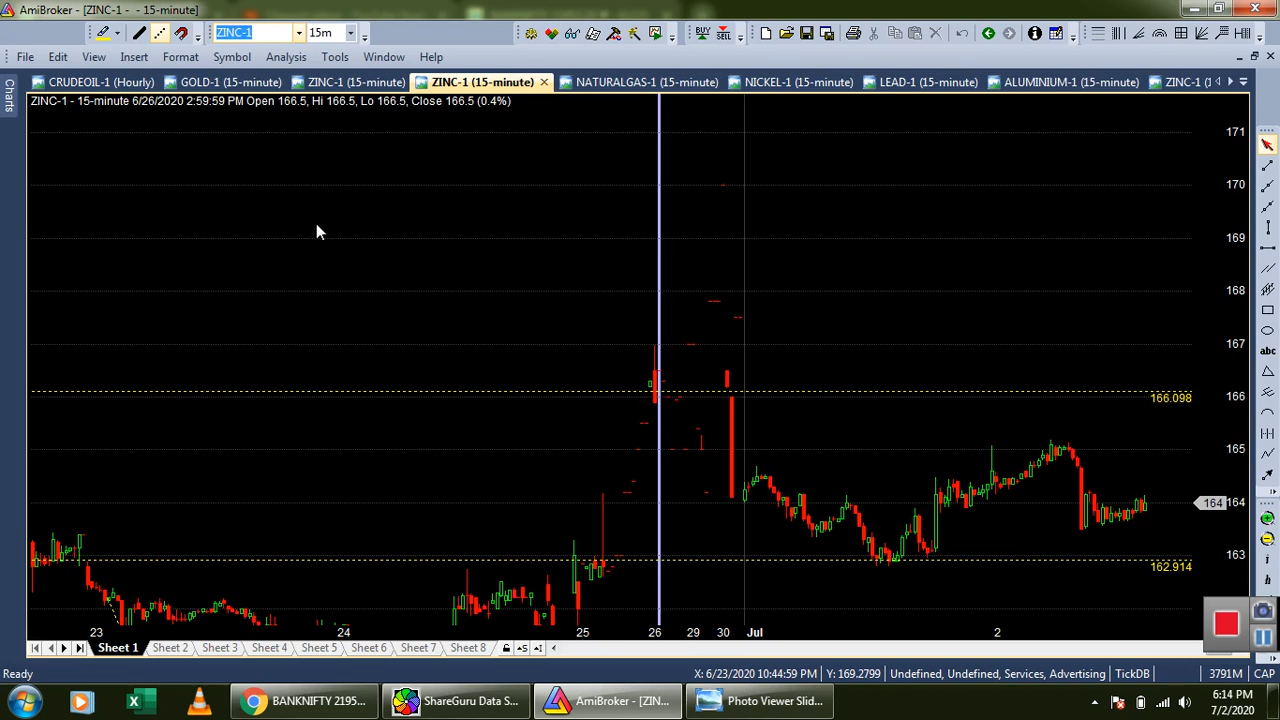 AmiBroker - [ZINC-1 - - 15-minute]
ZINC-1 15m BUY SELL
File Edit View Insert Format Symbol Analysis Tools Window Help
CRUDEOIL-1 (Hourly) GOLD-1 (15-minute) ZINC-1 (15-minute) ZINC-1 (15-minute) NATURALGAS-1 (15-minute) NICKEL-1 (15-minute) LEAD-1 (15-minute) ALUMINIUM-1 (15-minute) ZINC-1 (
Charts
ZINC-1 - 15-minute 6/26/2020 2:59:59 PM Open 166.5, Hi 166.5, Lo 166.5, Close 166.5 (0.4%)
171
170
169
168
167
166
166.098
165
164 164
163
162.914
abc
23 24 25 26 29 30 Jul 2
Sheet 1 Sheet 2 Sheet 3 Sheet 4 Sheet 5 Sheet 6 Sheet 7 Sheet 8
Ready X: 6/23/2020 10:44:59 PM Y: 169.2799 Undefined, Undefined, Services, Advertising TickDB 3791M CAP
BANKNIFTY 2195... ShareGuru Data S... AmiBroker - [ZIN... Photo Viewer Slid...
6:14 PM
7/2/2020